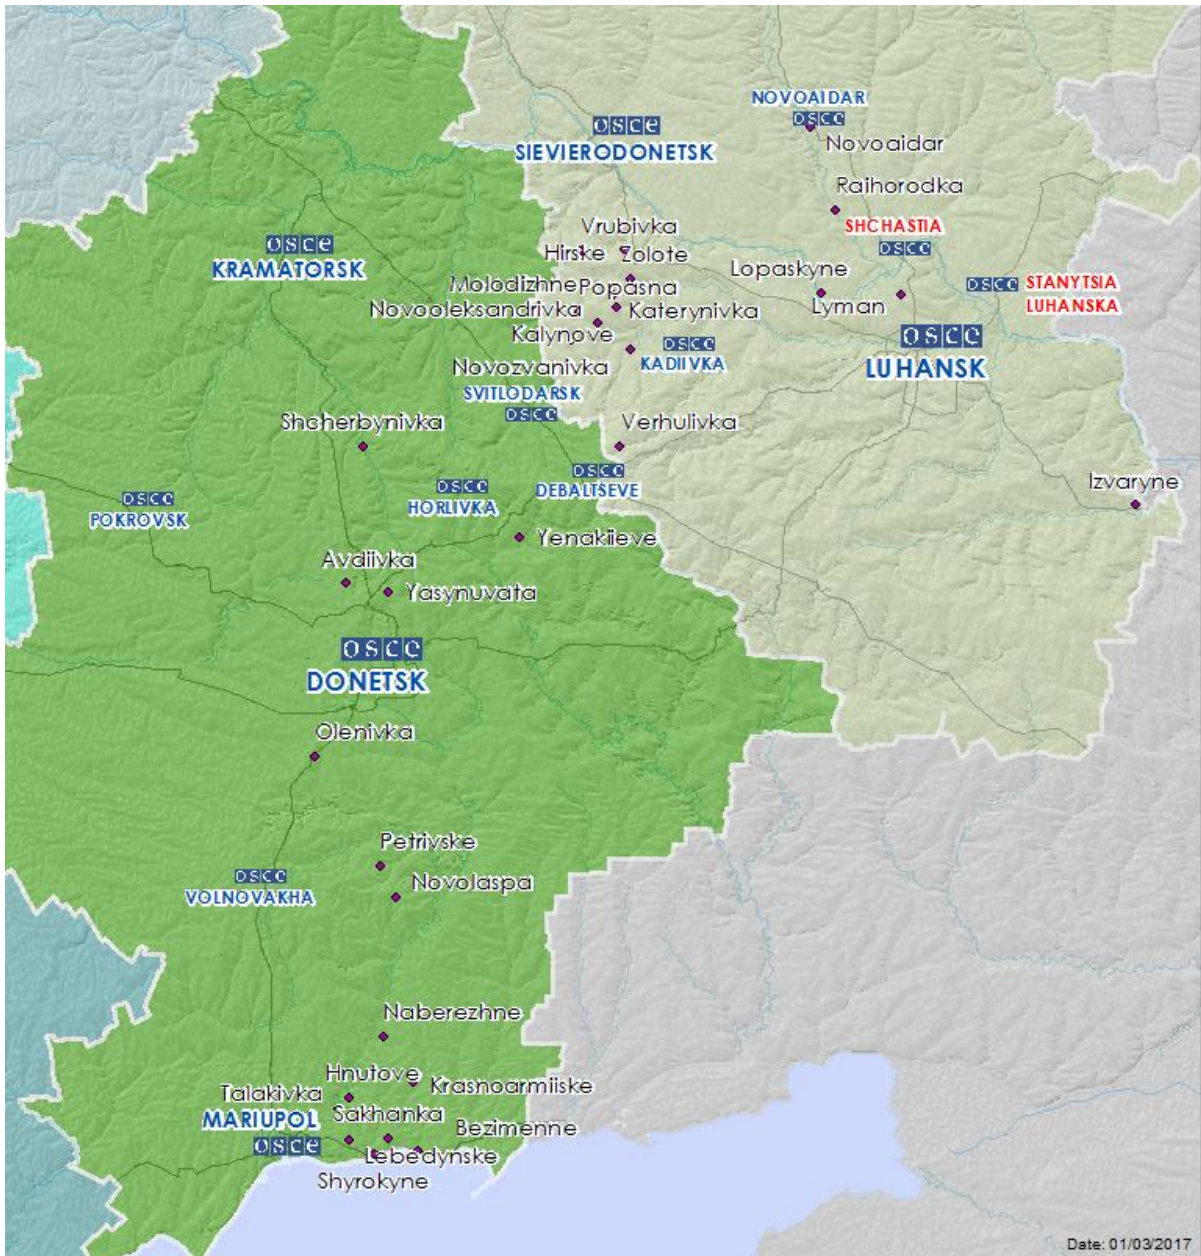 NOVOAIDAR
osce
Novoaidar
osce
SIEVIERODONETSK
Raihorodka
SHCHASTIA
osce
Vrubivka
Hirske
Zolote
osce
KRAMATORSK
Lopaskyne
Lyman
osce
STANYTSIA
LUHANSKA
Molodizhne
Popasna
Novooleksandrivka
Katerynivka
Kalynove
osce
KADIIVKA
osce
LUHANSK
Novozvanivka
SVITLODARSK
osce
Shcherbynivka
Verhulivka
osce
DEBALTSEVE
osce
HORLIVKA
osce
POKROVSK
Izvaryne
Yenakiieve
Avdiivka
Yasynuvata
osce
DONETSK
Olenivka
Petrivske
osce
VOLNOVAKHA
Novolaspa
Naberezhne
Hnutove
Krasnoarmiiske
Talakivka
Sakhanka
MARIUPOL
osce
Bezimenne
Lebedynske
Shyrokyne
Date: 01/03/2017